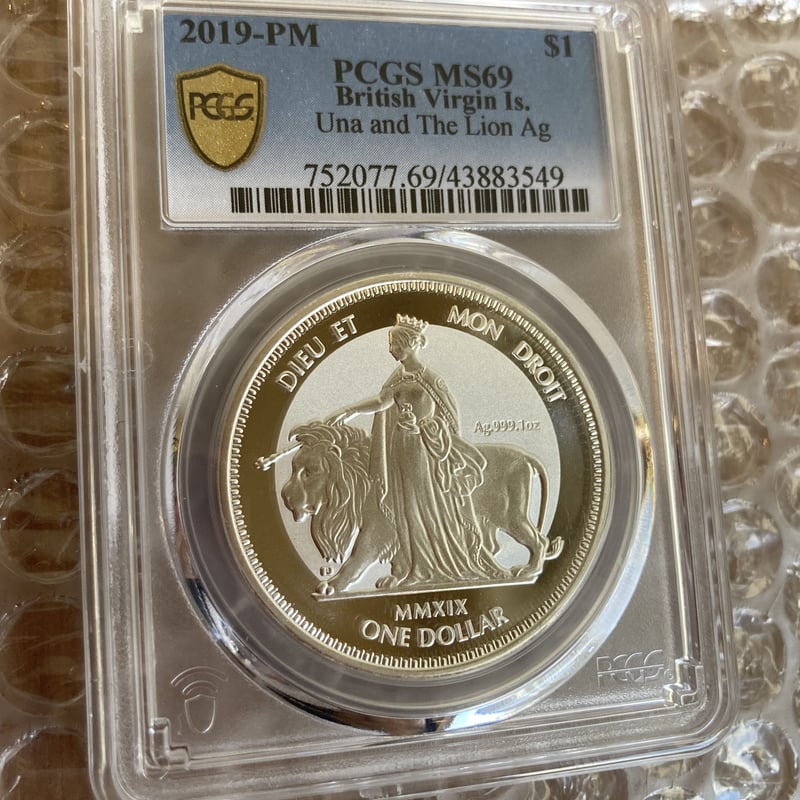 2019-PM $1
PCGS MS69
British Virgin Is.
Una and The Lion Ag
752077.69/43883549
PCGS
DIEU ET MON DROIT
Ag.999.1oz
MMXIX
ONE DOLLAR
PCGS